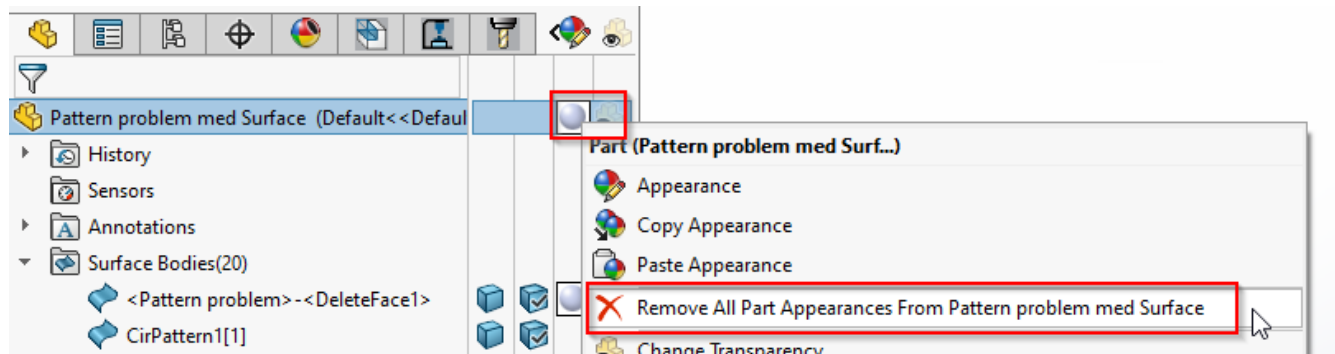 Pattern problem med Surface (Default<<Defaul
Part (Pattern problem med Surf...)
History
Appearance
Sensors
Copy Appearance
Annotations
Paste Appearance
Surface Bodies(20)
<Pattern problem>-<DeleteFace1>
Remove All Part Appearances From Pattern problem med Surface
CirPattern1[1]
Change Transparency